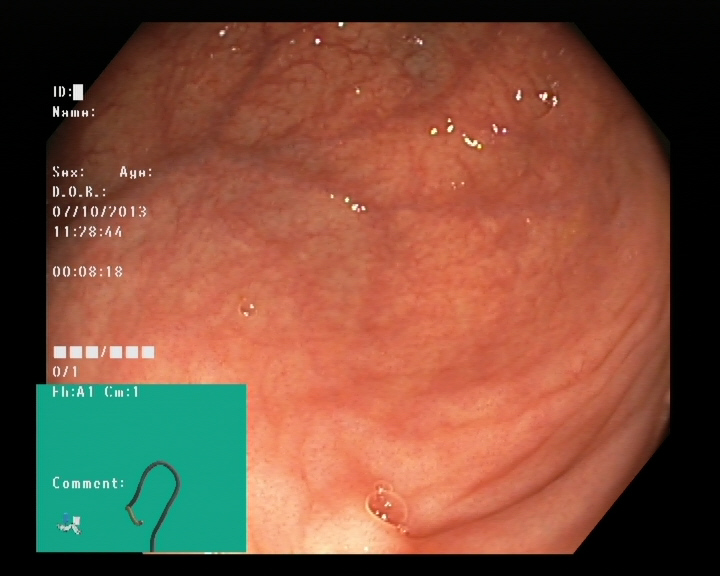 ID:
Name:
Sex: Age:
D.O.R.:
07/10/2013
11:28:44
00:08:18
■■■/■■■
0/1
Eh:A1 Cm:1
Comment: